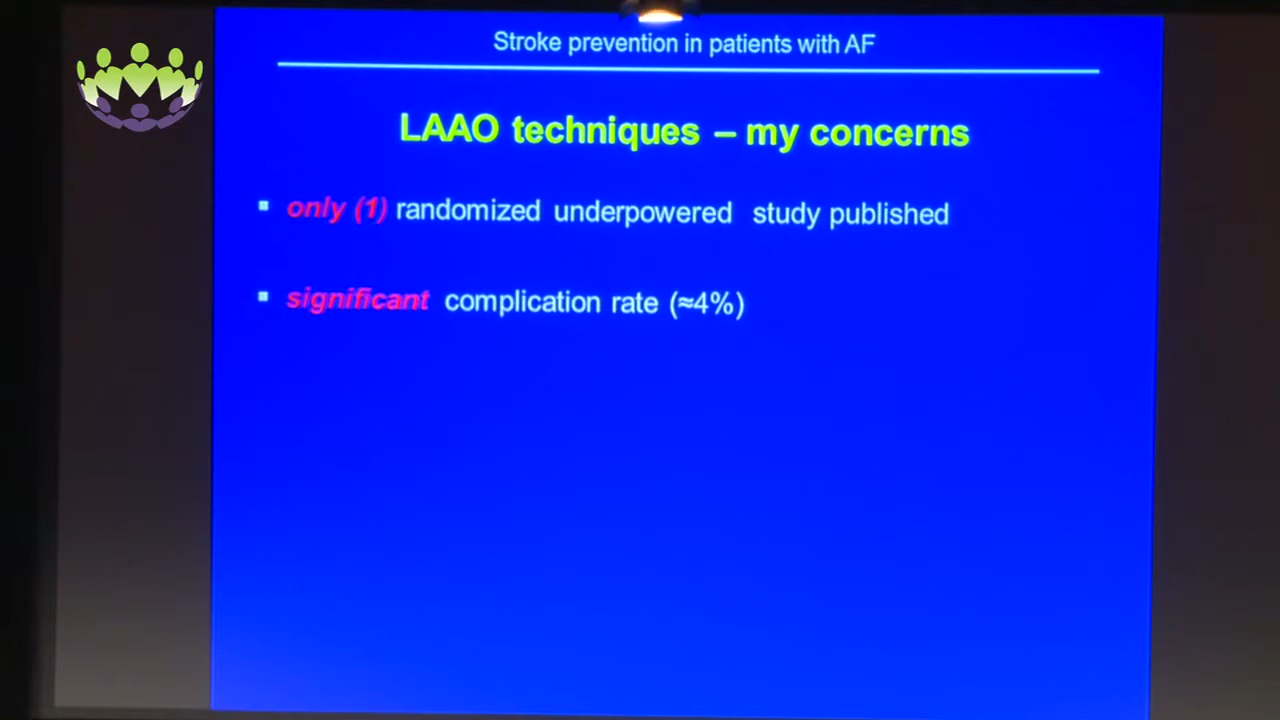 Stroke prevention in patients with AF
LAAO techniques – my concerns
▪ only (1) randomized underpowered study published
▪ significant complication rate (≈4%)